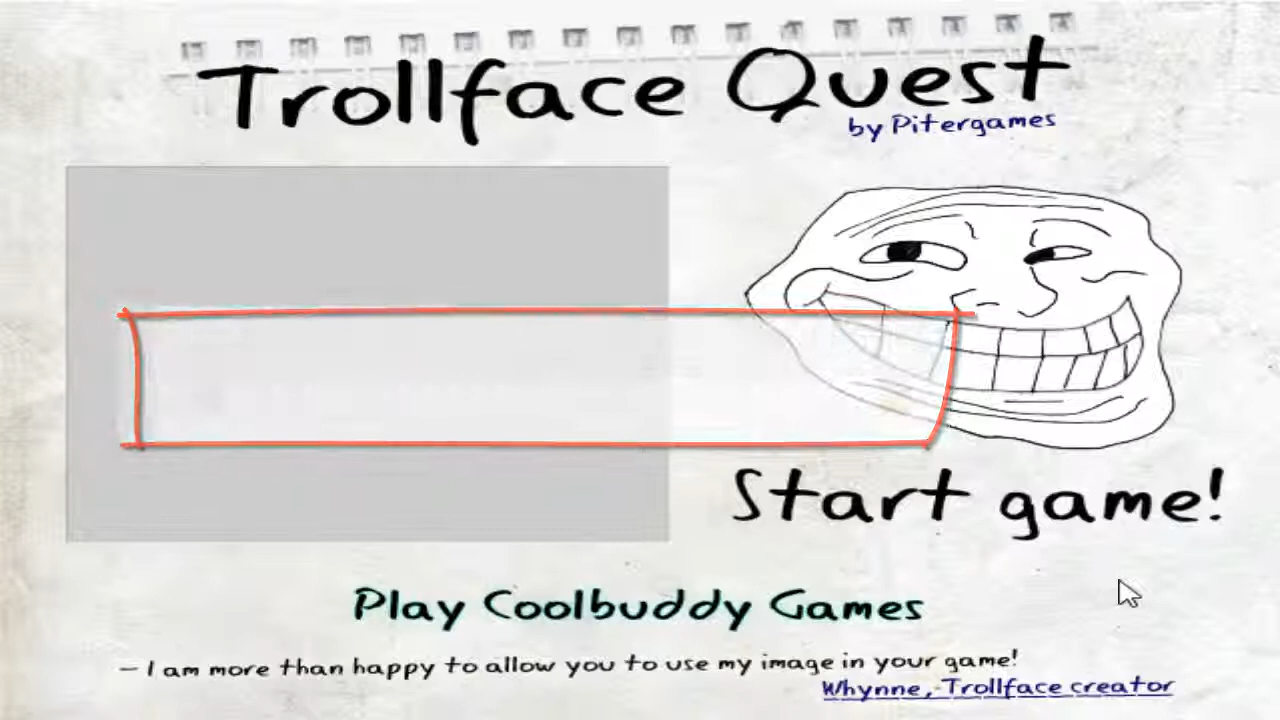 Trollface Quest
by Pitergames
Start game!
Play Coolbuddy Games
– I am more than happy to allow you to use my image in your game!
Whynne, Trollface creator